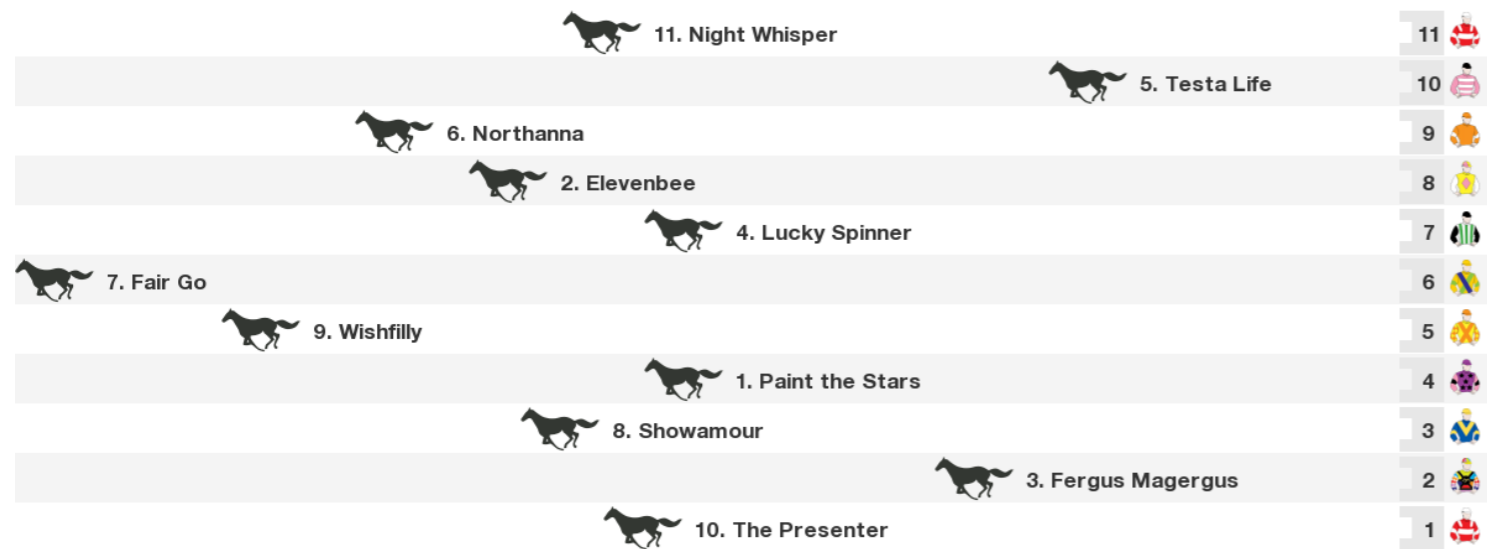 11. Night Whisper 11
5. Testa Life 10
6. Northanna 9
2. Elevenbee 8
4. Lucky Spinner 7
7. Fair Go 6
9. Wishfilly 5
1. Paint the Stars 4
8. Showamour 3
3. Fergus Magergus 2
10. The Presenter 1